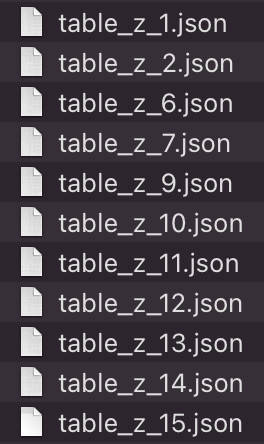 table_z_1.json
table_z_2.json
table_z_6.json
table_z_7.json
table_z_9.json
table_z_10.json
table_z_11.json
table_z_12.json
table_z_13.json
table_z_14.json
table_z_15.json